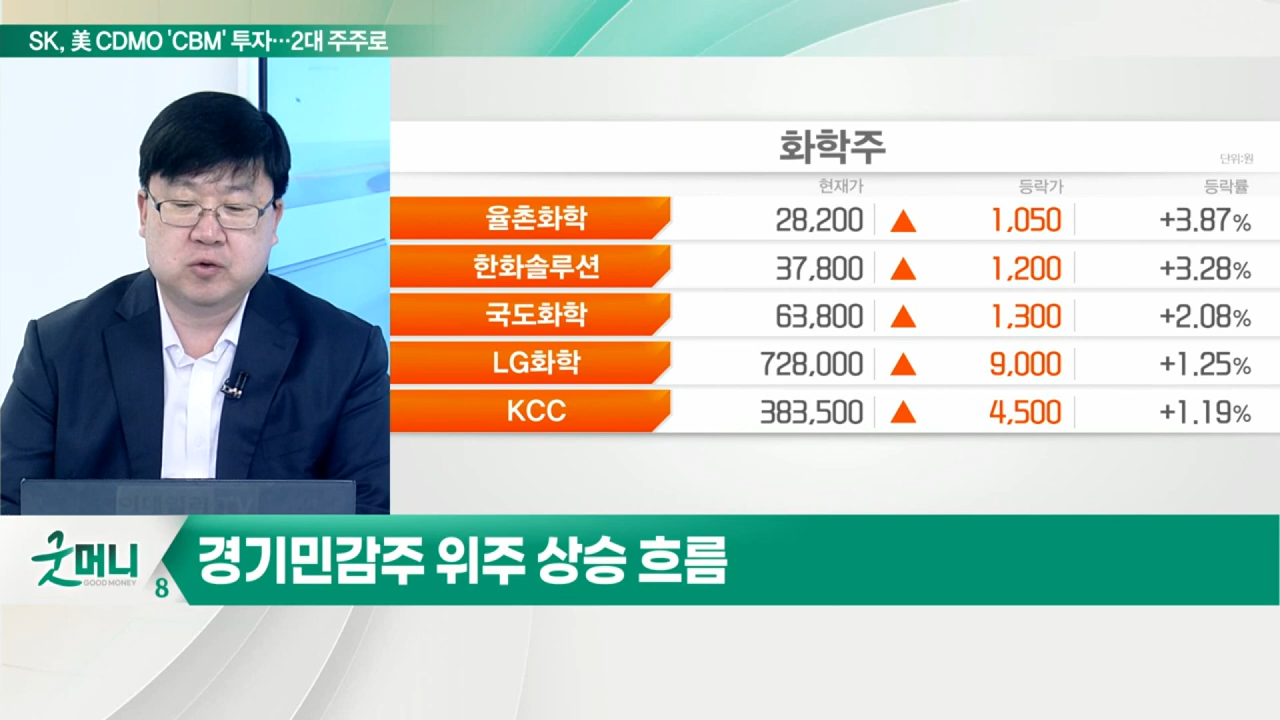 SK, 美 CDMO 'CBM' 투자…2대 주주로
화학주
단위:원
현재가 등락가 등락률
율촌화학 28,200 ▲ 1,050 +3.87%
한화솔루션 37,800 ▲ 1,200 +3.28%
국도화학 63,800 ▲ 1,300 +2.08%
LG화학 728,000 ▲ 9,000 +1.25%
KCC 383,500 ▲ 4,500 +1.19%
굿머니
GOOD MONEY
8
경기민감주 위주 상승 흐름